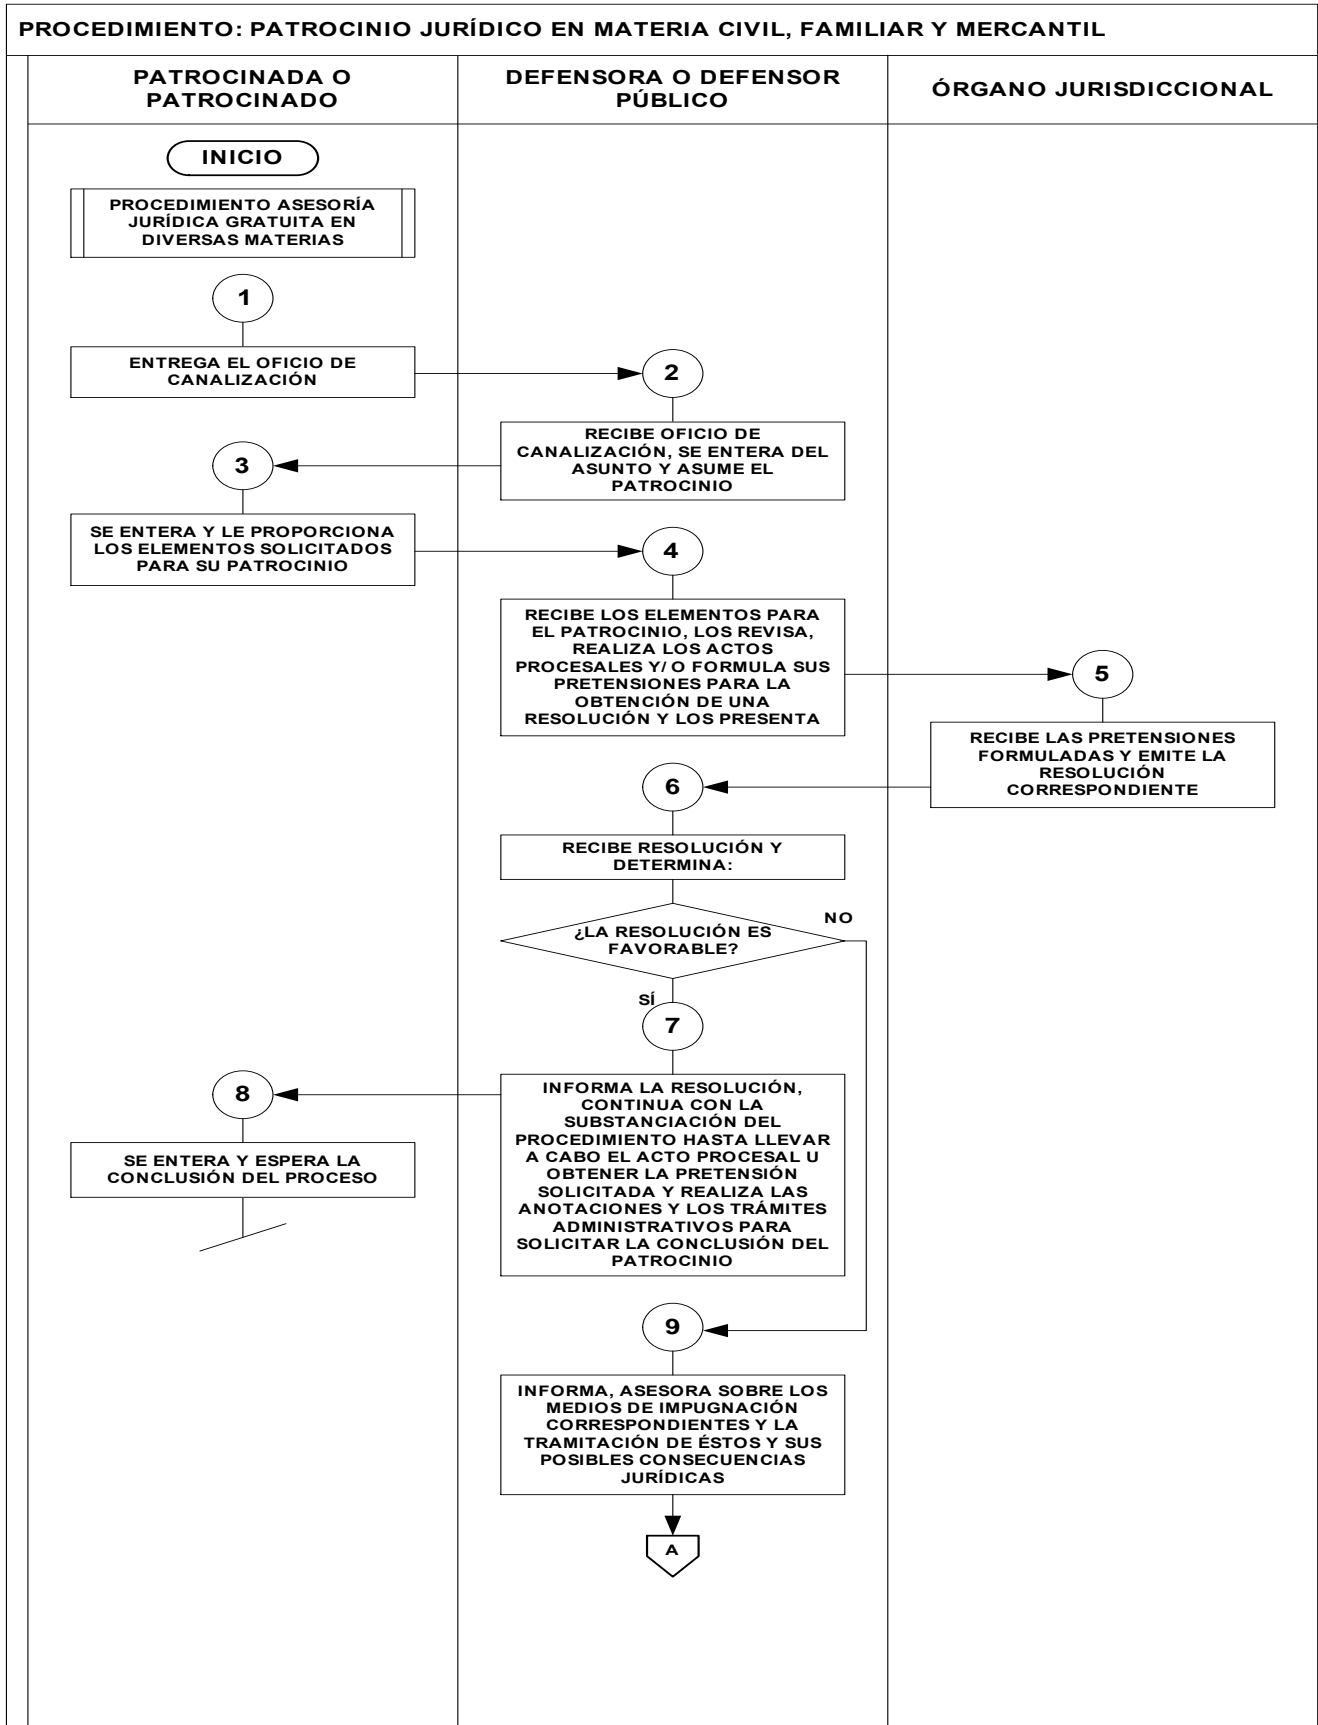 PROCEDIMIENTO: PATROCINIO JURÍDICO EN MATERIA CIVIL, FAMILIAR Y MERCANTIL
PATROCINADA O
PATROCINADO
DEFENSORA O DEFENSOR
PÚBLICO
ÓRGANO JURISDICCIONAL
INICIO
PROCEDIMIENTO ASESORÍA
JURÍDICA GRATUITA EN
DIVERSAS MATERIAS
1
ENTREGA EL OFICIO DE
CANALIZACIÓN
2
RECIBE OFICIO DE
CANALIZACIÓN, SE ENTERA DEL
ASUNTO Y ASUME EL
PATROCINIO
3
SE ENTERA Y LE PROPORCIONA
LOS ELEMENTOS SOLICITADOS
PARA SU PATROCINIO
4
RECIBE LOS ELEMENTOS PARA
EL PATROCINIO, LOS REVISA,
REALIZA LOS ACTOS
PROCESALES Y/ O FORMULA SUS
PRETENSIONES PARA LA
OBTENCIÓN DE UNA
RESOLUCIÓN Y LOS PRESENTA
5
RECIBE LAS PRETENSIONES
FORMULADAS Y EMITE LA
RESOLUCIÓN
CORRESPONDIENTE
6
RECIBE RESOLUCIÓN Y
DETERMINA:
¿LA RESOLUCIÓN ES
FAVORABLE?
NO
SÍ
7
INFORMA LA RESOLUCIÓN,
CONTINUA CON LA
SUBSTANCIACIÓN DEL
PROCEDIMIENTO HASTA LLEVAR
A CABO EL ACTO PROCESAL U
OBTENER LA PRETENSIÓN
SOLICITADA Y REALIZA LAS
ANOTACIONES Y LOS TRÁMITES
ADMINISTRATIVOS PARA
SOLICITAR LA CONCLUSIÓN DEL
PATROCINIO
8
SE ENTERA Y ESPERA LA
CONCLUSIÓN DEL PROCESO
9
INFORMA, ASESORA SOBRE LOS
MEDIOS DE IMPUGNACIÓN
CORRESPONDIENTES Y LA
TRAMITACIÓN DE ÉSTOS Y SUS
POSIBLES CONSECUENCIAS
JURÍDICAS
A